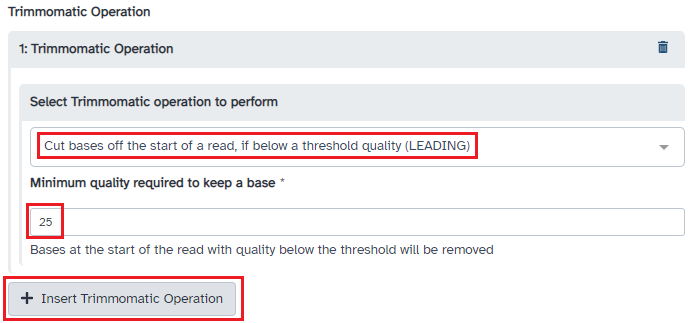 Trimmomatic Operation
1: Trimmomatic Operation
Select Trimmomatic operation to perform
Cut bases off the start of a read, if below a threshold quality (LEADING)
Minimum quality required to keep a base *
25
Bases at the start of the read with quality below the threshold will be removed
+ Insert Trimmomatic Operation